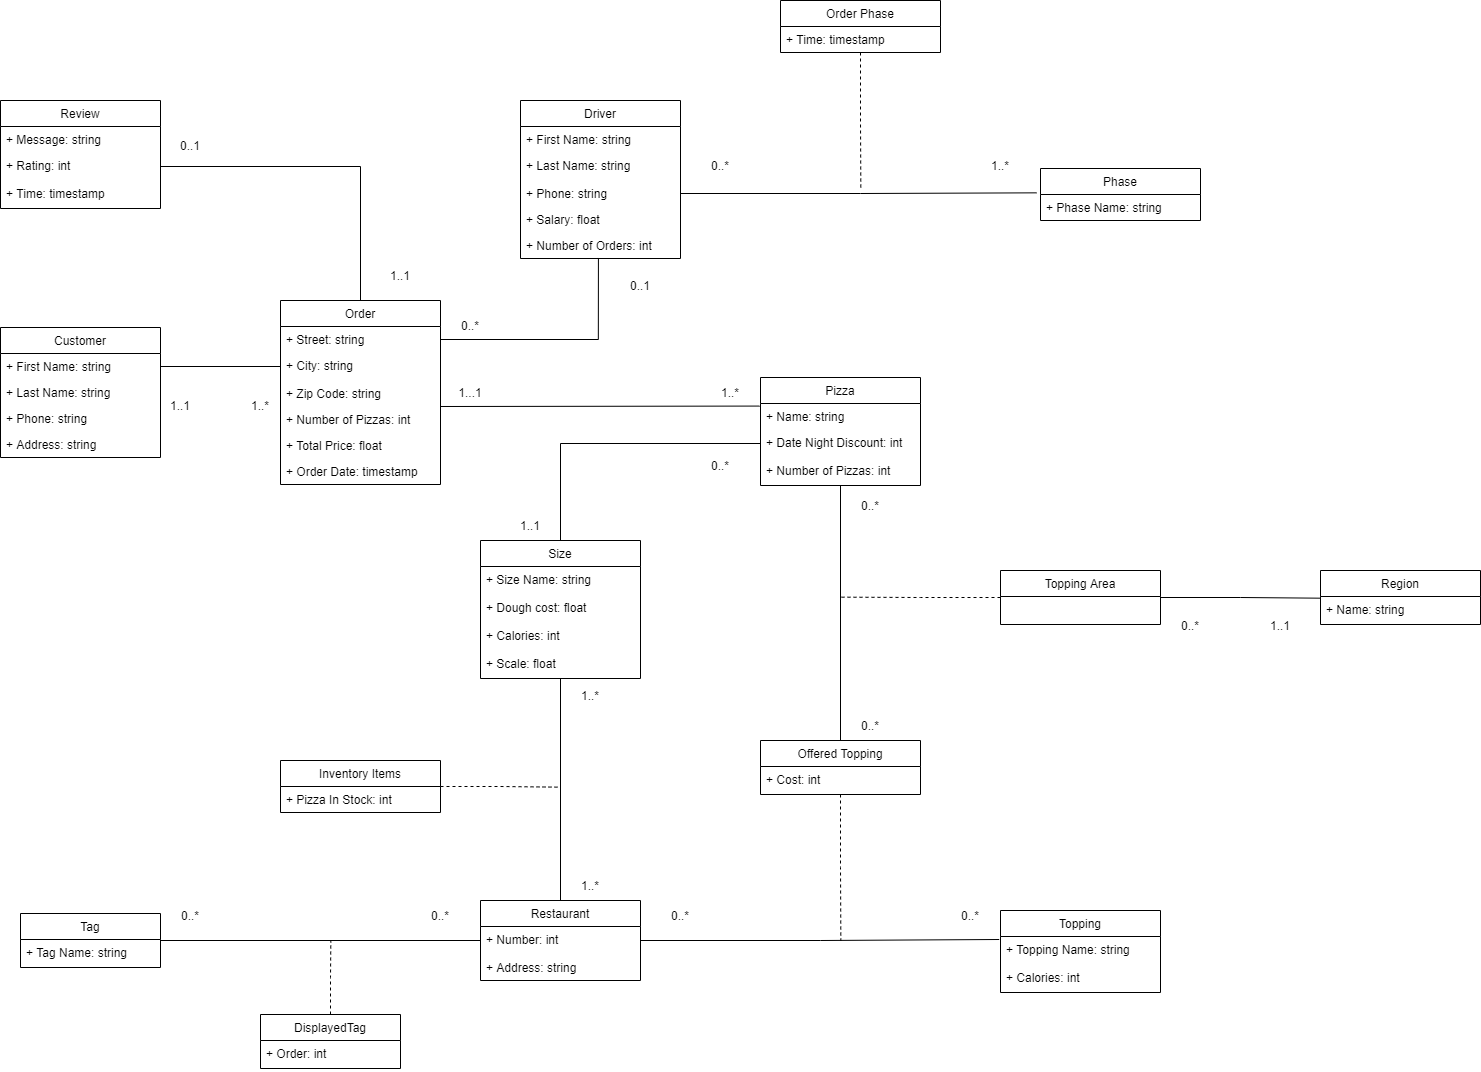 Order Phase
+ Time: timestamp
Review
+ Message: string
+ Rating: int
+ Time: timestamp
0..1
Driver
+ First Name: string
+ Last Name: string
+ Phone: string
+ Salary: float
+ Number of Orders: int
0..*
1..*
Phase
+ Phase Name: string
1..1
0..1
Customer
+ First Name: string
+ Last Name: string
+ Phone: string
+ Address: string
1..1
1..*
Order
+ Street: string
+ City: string
+ Zip Code: string
+ Number of Pizzas: int
+ Total Price: float
+ Order Date: timestamp
0..*
1...1
1..*
Pizza
+ Name: string
+ Date Night Discount: int
+ Number of Pizzas: int
0..*
0..*
1..1
Size
+ Size Name: string
+ Dough cost: float
+ Calories: int
+ Scale: float
1..*
Topping Area
0..*
1..1
Region
+ Name: string
0..*
Offered Topping
+ Cost: int
Inventory Items
+ Pizza In Stock: int
1..*
Tag
+ Tag Name: string
0..*
0..*
Restaurant
+ Number: int
+ Address: string
0..*
0..*
Topping
+ Topping Name: string
+ Calories: int
DisplayedTag
+ Order: int